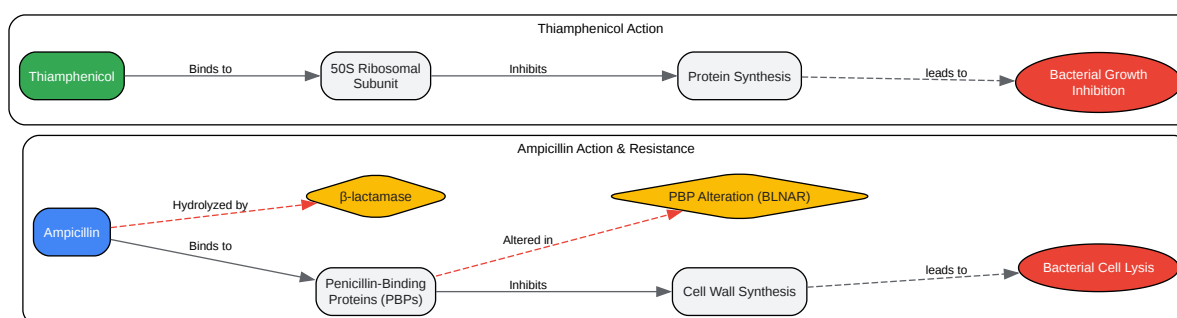 Thiamphenicol Action
Thiamphenicol
Binds to
50S Ribosomal
Subunit
Inhibits
Protein Synthesis
leads to
Bacterial Growth
Inhibition
Ampicillin Action & Resistance
Ampicillin
Hydrolyzed by
β-lactamase
Binds to
Penicillin-Binding
Proteins (PBPs)
Altered in
PBP Alteration (BLNAR)
Inhibits
Cell Wall Synthesis
leads to
Bacterial Cell Lysis